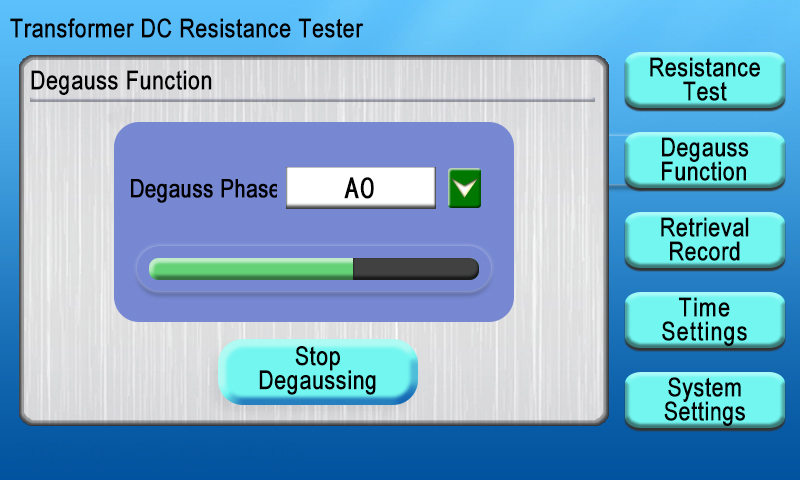 Transformer DC Resistance Tester
Degauss Function
Degauss Phase
AO
Stop
Degaussing
Resistance
Test
Degauss
Function
Retrieval
Record
Time
Settings
System
Settings